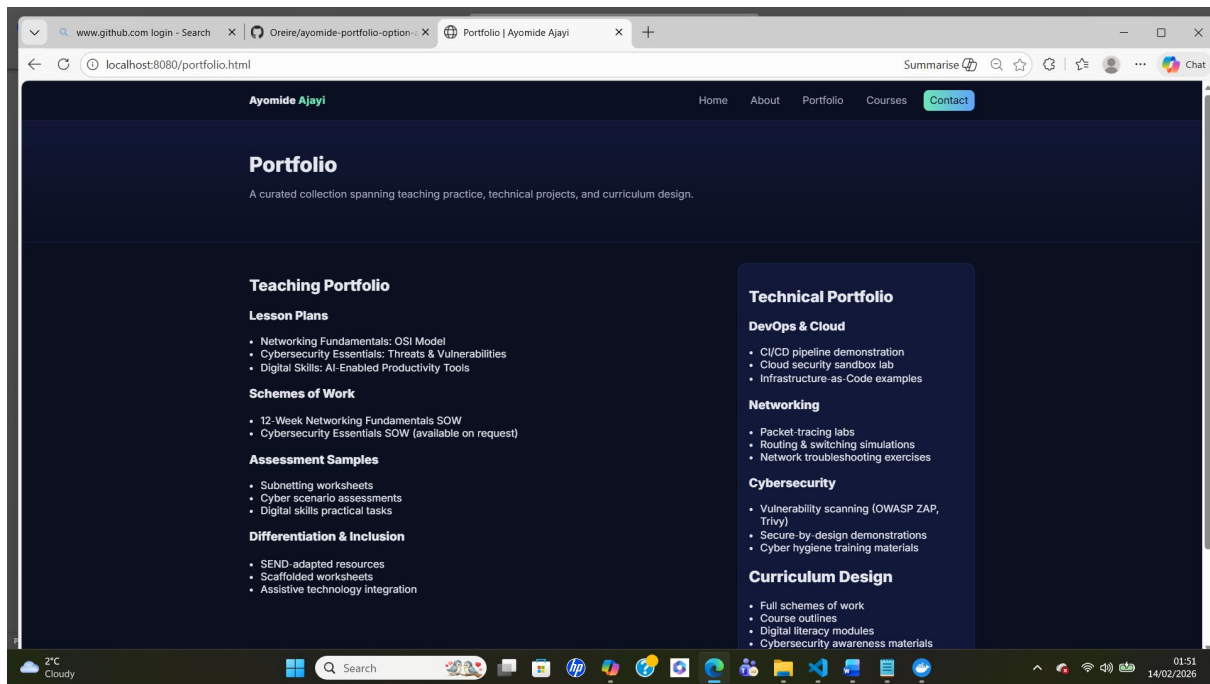 www.github.com login - Search
Oreire/ayomide-portfolio-option-a
Portfolio | Ayomide Ajayi
localhost:8080/portfolio.html
Summarise
Chat
Ayomide Ajayi
Home
About
Portfolio
Courses
Contact
Portfolio
A curated collection spanning teaching practice, technical projects, and curriculum design.
Teaching Portfolio
Lesson Plans
• Networking Fundamentals: OSI Model
• Cybersecurity Essentials: Threats & Vulnerabilities
• Digital Skills: AI-Enabled Productivity Tools
Schemes of Work
• 12-Week Networking Fundamentals SOW
• Cybersecurity Essentials SOW (available on request)
Assessment Samples
• Subnetting worksheets
• Cyber scenario assessments
• Digital skills practical tasks
Differentiation & Inclusion
• SEND-adapted resources
• Scaffolded worksheets
• Assistive technology integration
Technical Portfolio
DevOps & Cloud
• CI/CD pipeline demonstration
• Cloud security sandbox lab
• Infrastructure-as-Code examples
Networking
• Packet-tracing labs
• Routing & switching simulations
• Network troubleshooting exercises
Cybersecurity
• Vulnerability scanning (OWASP ZAP,
Trivy)
• Secure-by-design demonstrations
• Cyber hygiene training materials
Curriculum Design
• Full schemes of work
• Course outlines
• Digital literacy modules
• Cybersecurity awareness materials
2°C
Cloudy
Search
hp
01:51
14/02/2026